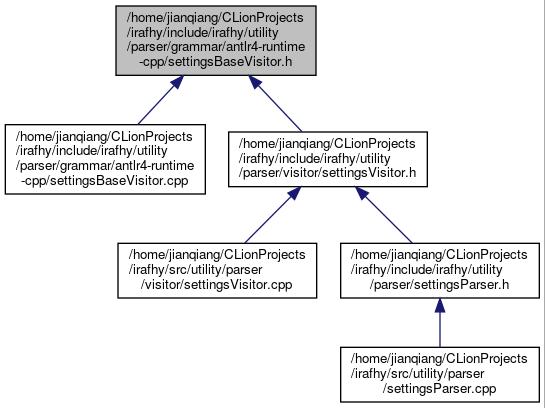 /home/jianqiang/CLionProjects
/irafhy/include/irafhy/utility
/parser/grammar/antlr4-runtime
-cpp/settingsBaseVisitor.h
/home/jianqiang/CLionProjects
/irafhy/include/irafhy/utility
/parser/grammar/antlr4-runtime
-cpp/settingsBaseVisitor.cpp
/home/jianqiang/CLionProjects
/irafhy/include/irafhy/utility
/parser/visitor/settingsVisitor.h
/home/jianqiang/CLionProjects
/irafhy/src/utility/parser
/visitor/settingsVisitor.cpp
/home/jianqiang/CLionProjects
/irafhy/include/irafhy/utility
/parser/settingsParser.h
/home/jianqiang/CLionProjects
/irafhy/src/utility/parser
/settingsParser.cpp